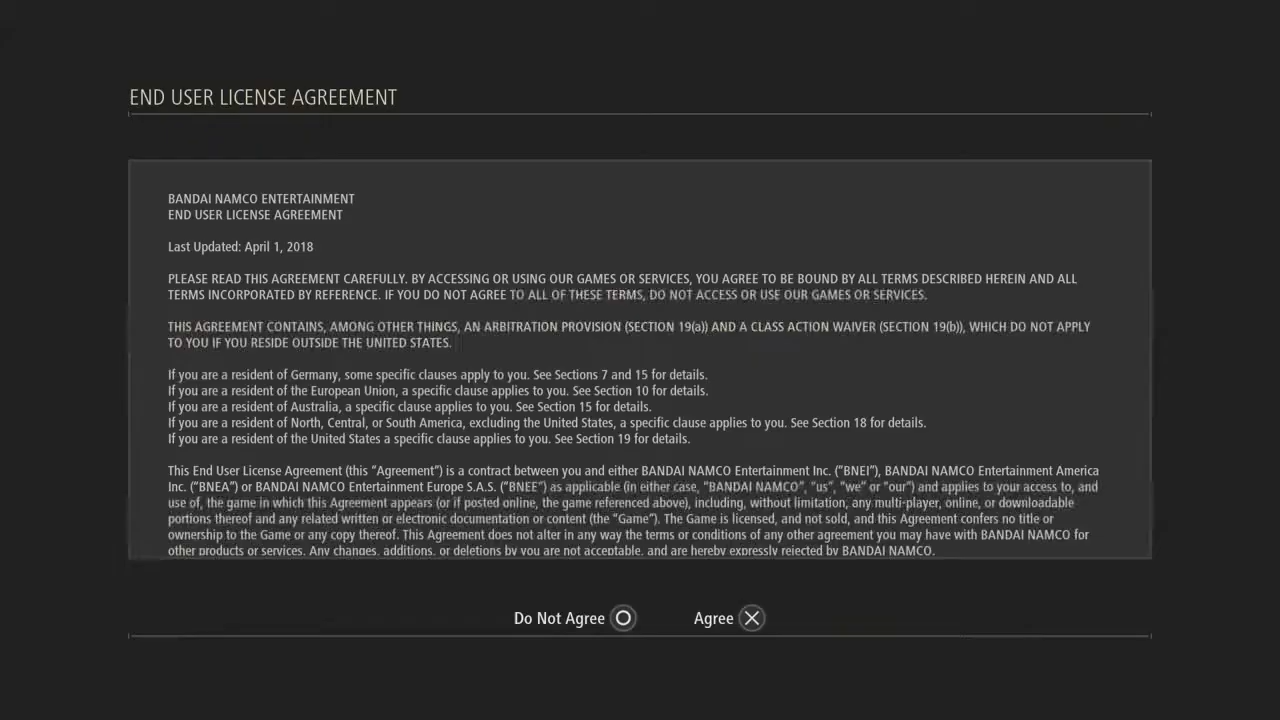 END USER LICENSE AGREEMENT
BANDAI NAMCO ENTERTAINMENT
END USER LICENSE AGREEMENT
Last Updated: April 1, 2018
PLEASE READ THIS AGREEMENT CAREFULLY. BY ACCESSING OR USING OUR GAMES OR SERVICES, YOU AGREE TO BE BOUND BY ALL TERMS DESCRIBED HEREIN AND ALL
TERMS INCORPORATED BY REFERENCE. IF YOU DO NOT AGREE TO ALL OF THESE TERMS, DO NOT ACCESS OR USE OUR GAMES OR SERVICES.
THIS AGREEMENT CONTAINS, AMONG OTHER THINGS, AN ARBITRATION PROVISION (SECTION 19(a)) AND A CLASS ACTION WAIVER (SECTION 19(b)), WHICH DO NOT APPLY
TO YOU IF YOU RESIDE OUTSIDE THE UNITED STATES.
If you are a resident of Germany, some specific clauses apply to you. See Sections 7 and 15 for details.
If you are a resident of the European Union, a specific clause applies to you. See Section 10 for details.
If you are a resident of Australia, a specific clause applies to you. See Section 15 for details.
If you are a resident of North, Central, or South America, excluding the United States, a specific clause applies to you. See Section 18 for details.
If you are a resident of the United States a specific clause applies to you. See Section 19 for details.
This End User License Agreement (this “Agreement”) is a contract between you and either BANDAI NAMCO Entertainment Inc. (“BNEI”), BANDAI NAMCO Entertainment America
Inc. (“BNEA”) or BANDAI NAMCO Entertainment Europe S.A.S. (“BNEE”) as applicable (in either case, “BANDAI NAMCO”, “us”, “we” or “our”) and applies to your access to, and
use of, the game in which this Agreement appears (or if posted online, the game referenced above), including, without limitation, any multi-player, online, or downloadable
portions thereof and any related written or electronic documentation or content (the “Game”). The Game is licensed, and not sold, and this Agreement confers no title or
ownership to the Game or any copy thereof. This Agreement does not alter in any way the terms or conditions of any other agreement you may have with BANDAI NAMCO for
other products or services. Any changes, additions, or deletions by you are not acceptable, and are hereby expressly rejected by BANDAI NAMCO.
Do Not Agree Agree